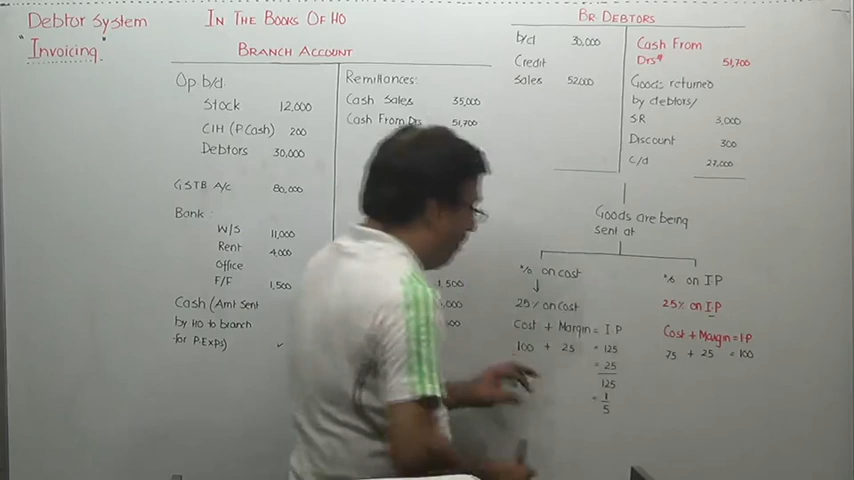 Debtor System
"Invoicing"
In The Books Of HO
Branch Account
Op b/d
Stock 12,000
CIH (P.Cash) 200
Debtors 30,000
GSTB A/c 80,000
Bank:
W/S 11,000
Rent 4,000
Office
F/F 1,500
Cash (Amt Sent
by HO to branch
for P.Exps) ✓
Remittances:
Cash Sales 35,000
Cash From Drs 51,700
1,500
Br Debtors
b/d 30,000
Credit
Sales 52,000
Cash From
Drs* 51,700
Goods returned
by debtors/
SR 3,000
Discount 300
c/d
Goods are being
sent at
% on cost
25% on Cost
Cost + Margin = I.P
100 + 25 = 125
= 25
125
= 1
5
% on I.P
25% on I.P
Cost + Margin = I.P
75 + 25 = 100